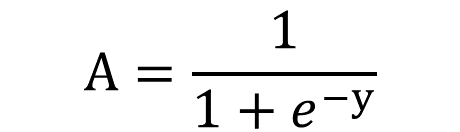 A = 1 / (1 + e^{−y})